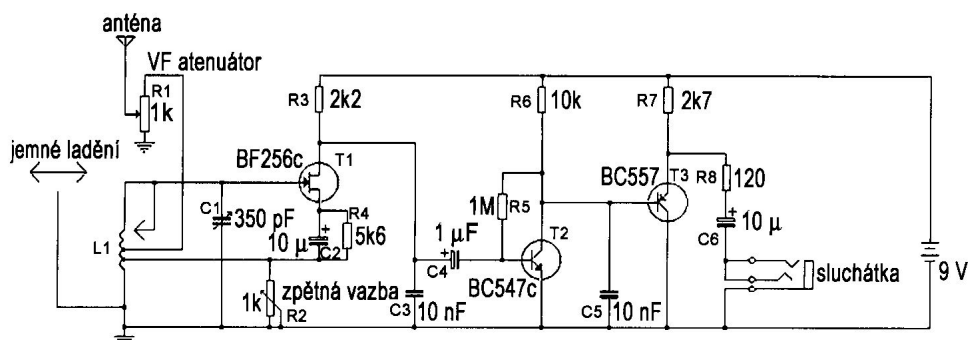 anténa
VF atenuátor
R1
1k
jemné ladění
L1
C1
350 pF
BF256c
T1
R3
2k2
R4
5k6
10 µ
C2
zpětná vazba
1k
R2
1 µF
C4
C3
10 nF
1M
R5
R6
10k
T2
BC547c
C5
10 nF
R7
2k7
BC557
T3
R8
120
10 µ
C6
sluchátka
9 V